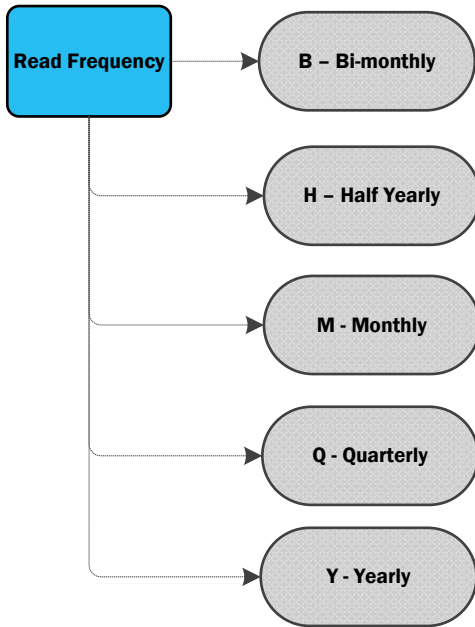 Read Frequency
B – Bi-monthly
H – Half Yearly
M - Monthly
Q - Quarterly
Y - Yearly